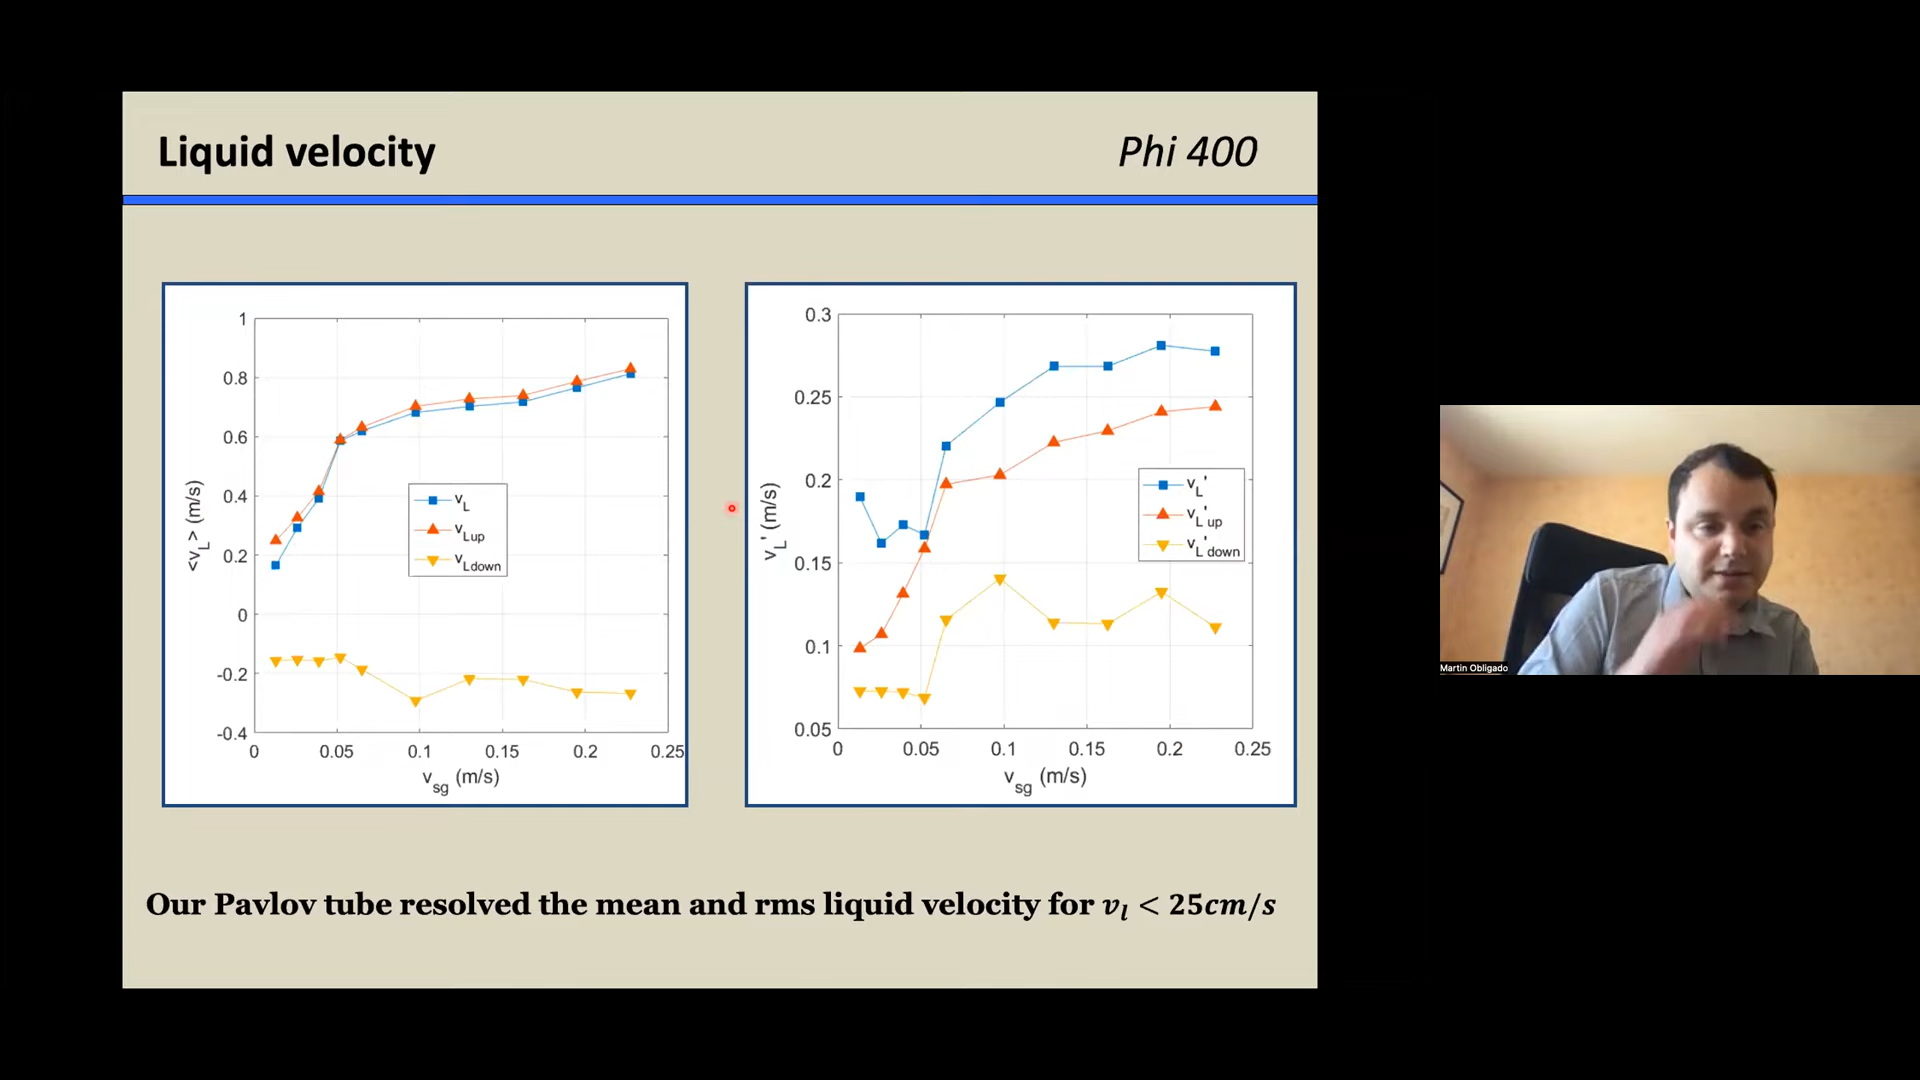 Liquid velocity
Phi 400
1
0.8
0.6
0.4
0.2
0
-0.2
-0.4
0
0.05
0.1
0.15
0.2
0.25
<v_L> (m/s)
v_sg (m/s)
v_L
v_Lup
v_Ldown
0.3
0.25
0.2
0.15
0.1
0.05
0
0.05
0.1
0.15
0.2
0.25
v_L' (m/s)
v_sg (m/s)
v_L'
v_L' up
v_L' down
Our Pavlov tube resolved the mean and rms liquid velocity for v_l < 25cm/s
Martin Obligado